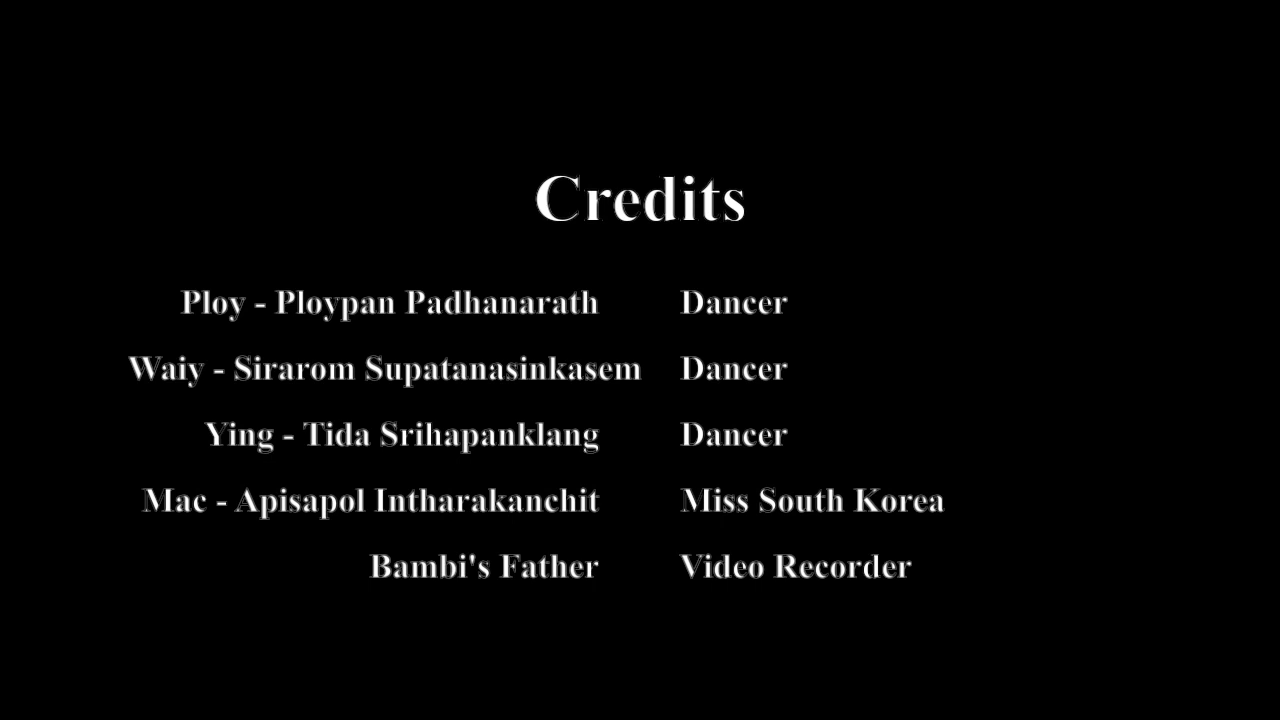 Credits
Ploy - Ploypan Padhanarath Dancer
Waiy - Sirarom Supatanasinkasem Dancer
Ying - Tida Srihapanklang Dancer
Mac - Apisapol Intharakanchit Miss South Korea
Bambi's Father Video Recorder